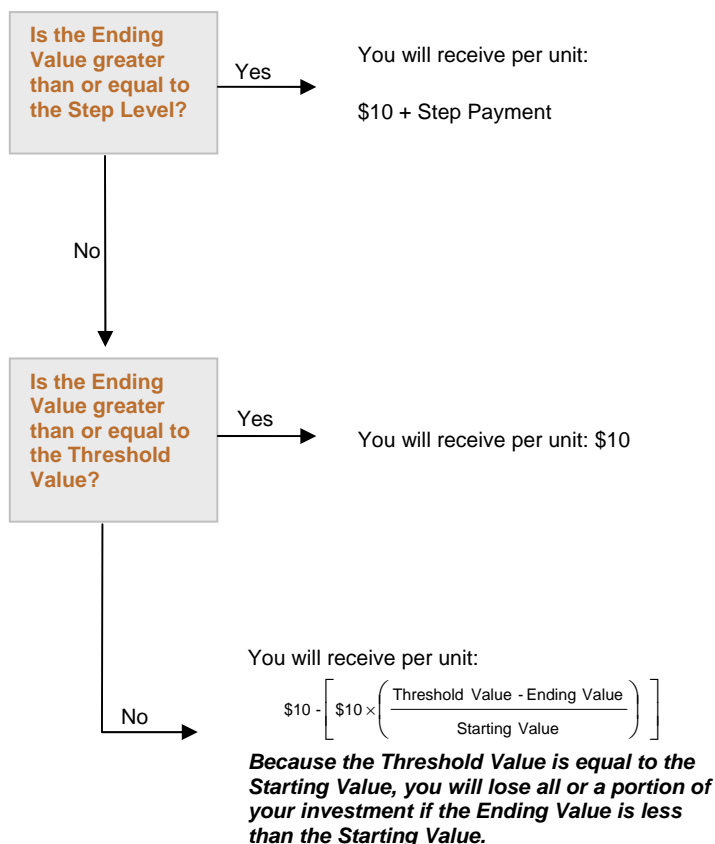 Is the Ending
Value greater
than or equal to
the Step Level?
Yes
You will receive per unit:
$10 + Step Payment
No
Is the Ending
Value greater
than or equal to
the Threshold
Value?
Yes
You will receive per unit: $10
No
You will receive per unit:
$10 - [ $10 × ( Threshold Value - Ending Value / Starting Value ) ]
Because the Threshold Value is equal to the
Starting Value, you will lose all or a portion of
your investment if the Ending Value is less
than the Starting Value.